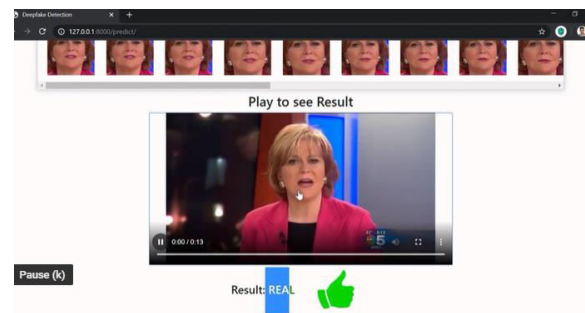 Deepfake Detection
127.0.0.1:8000/predict/
Play to see Result
5
0:00 / 0:13
Pause (k)
Result: REAL